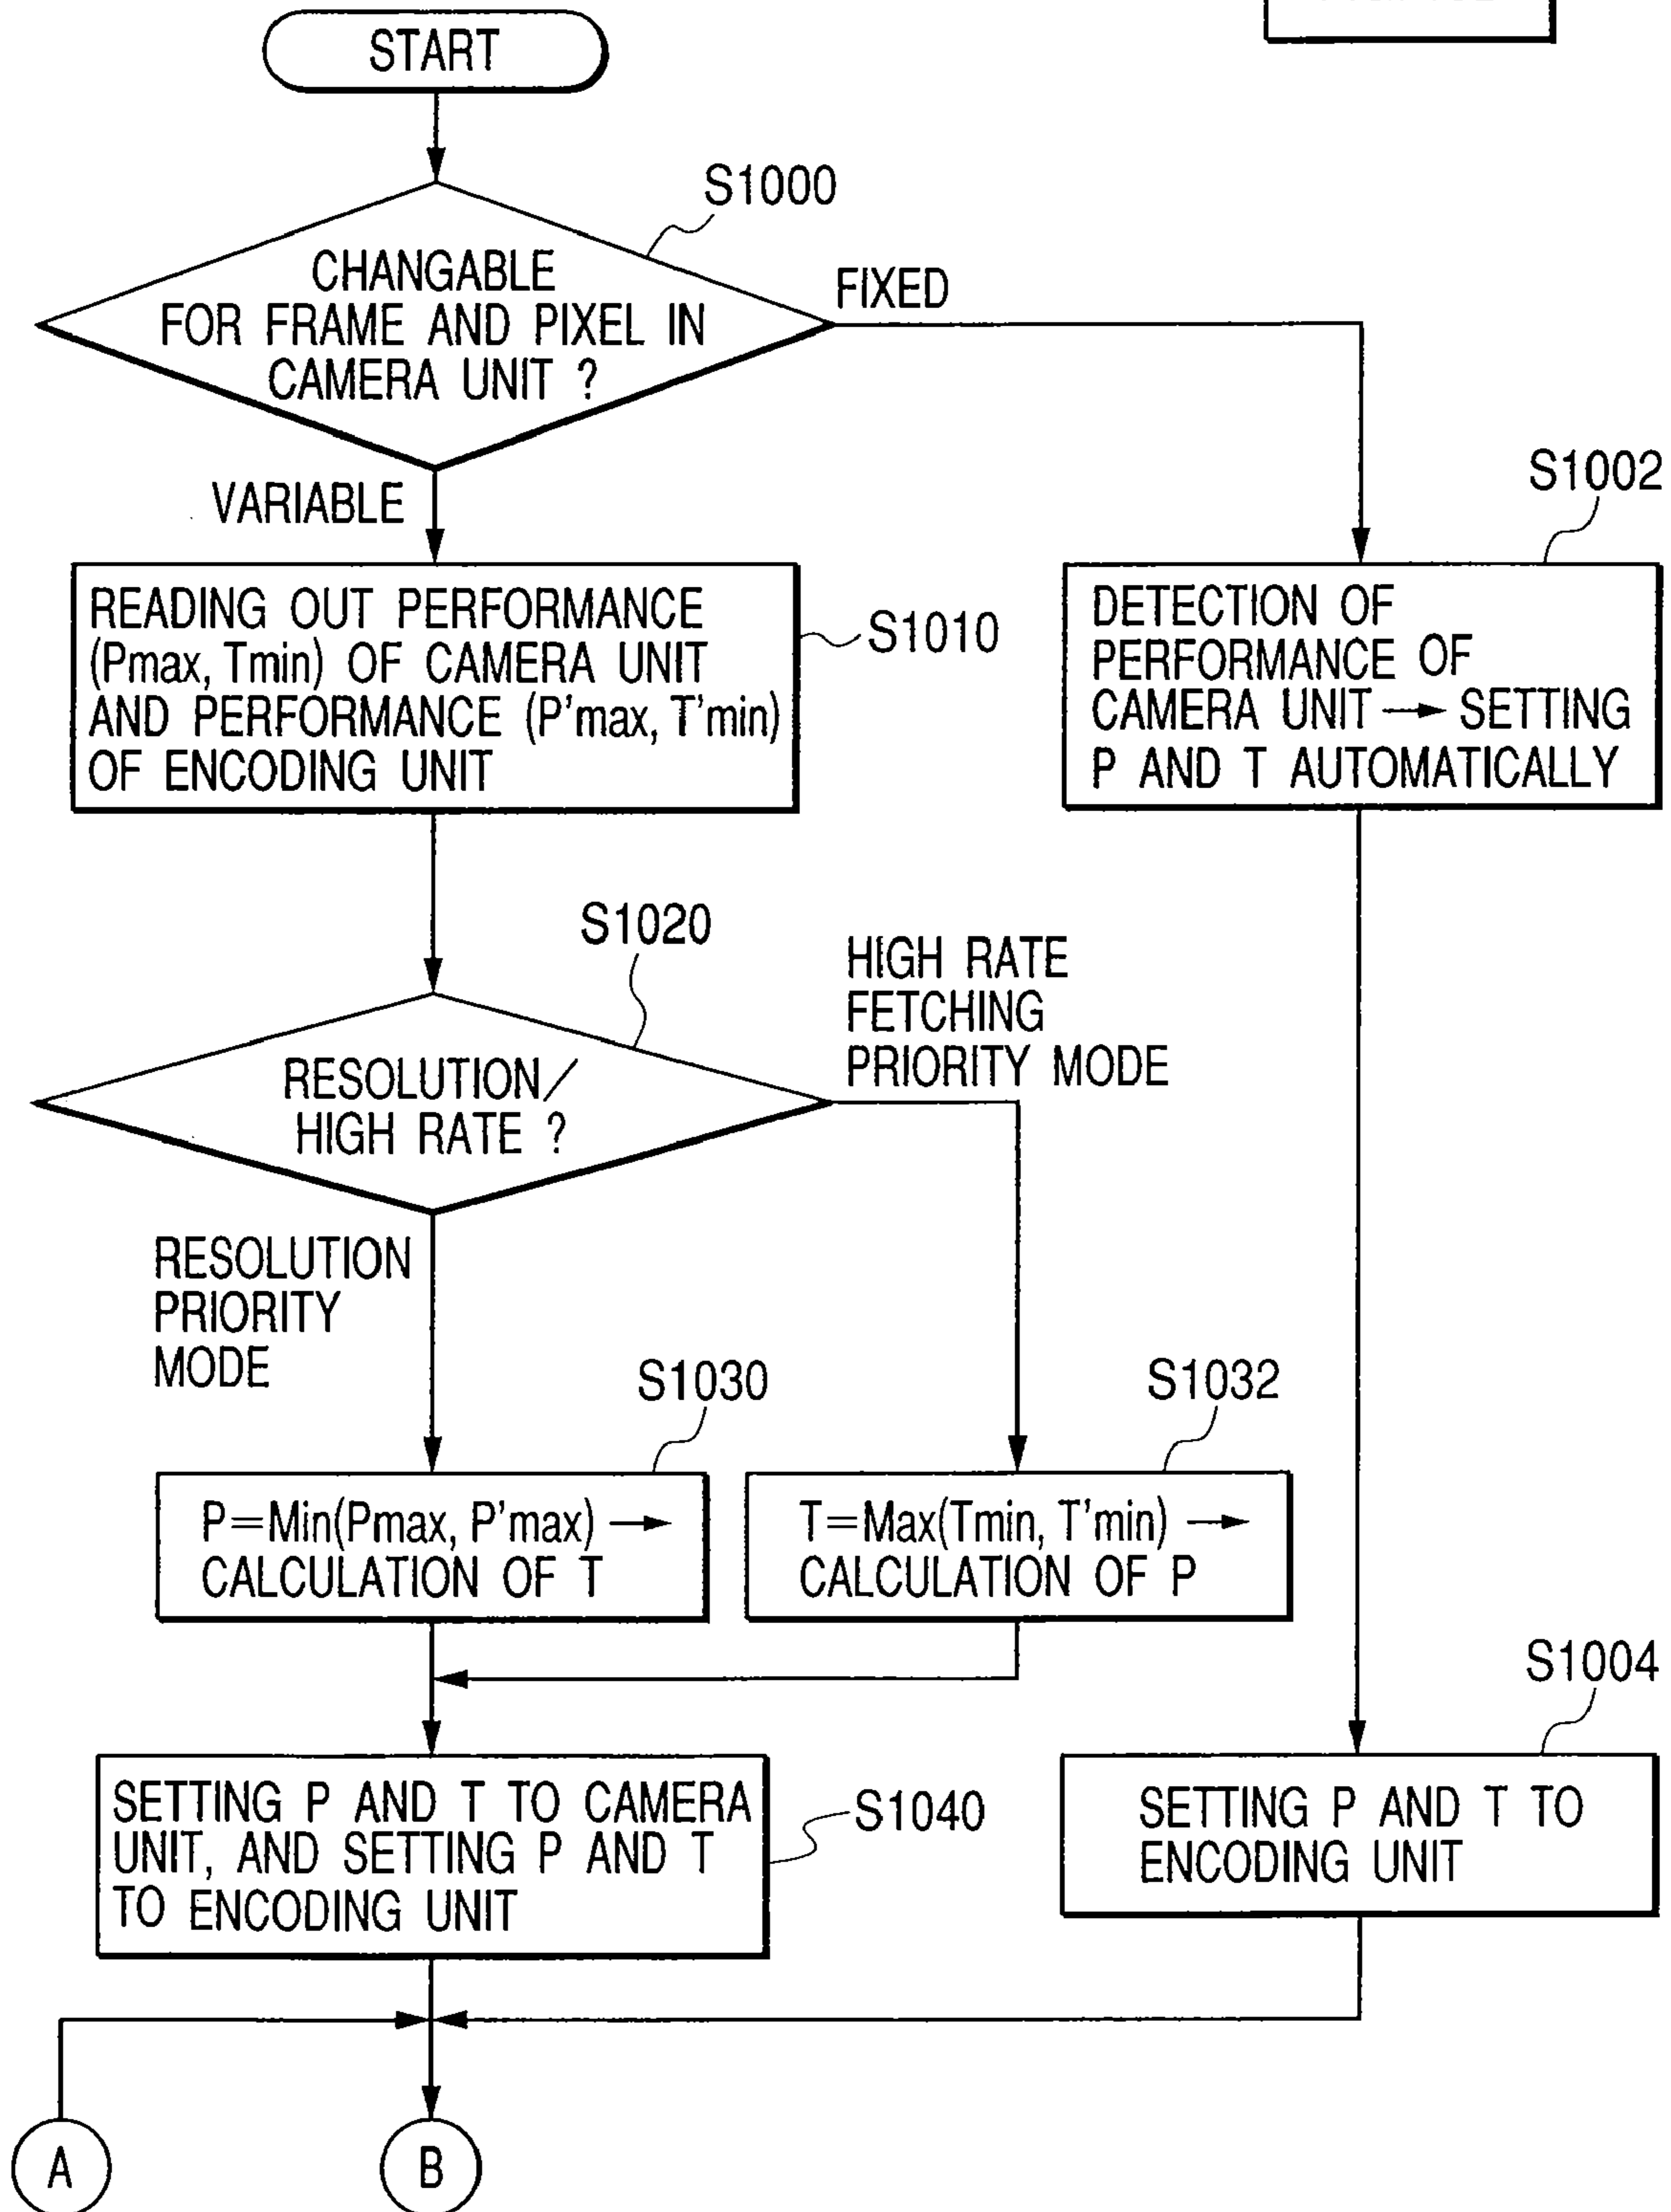 START
S1000
CHANGABLE
FOR FRAME AND PIXEL IN
CAMERA UNIT ?
FIXED
VARIABLE
S1002
READING OUT PERFORMANCE
(Pmax, Tmin) OF CAMERA UNIT
AND PERFORMANCE (P'max, T'min)
OF ENCODING UNIT
S1010
DETECTION OF
PERFORMANCE OF
CAMERA UNIT → SETTING
P AND T AUTOMATICALLY
S1020
HIGH RATE
FETCHING
PRIORITY MODE
RESOLUTION/
HIGH RATE ?
RESOLUTION
PRIORITY
MODE
S1030
S1032
P=Min(Pmax, P'max) →
CALCULATION OF T
T=Max(Tmin, T'min) →
CALCULATION OF P
S1004
SETTING P AND T TO CAMERA
UNIT, AND SETTING P AND T
TO ENCODING UNIT
S1040
SETTING P AND T TO
ENCODING UNIT
A
B